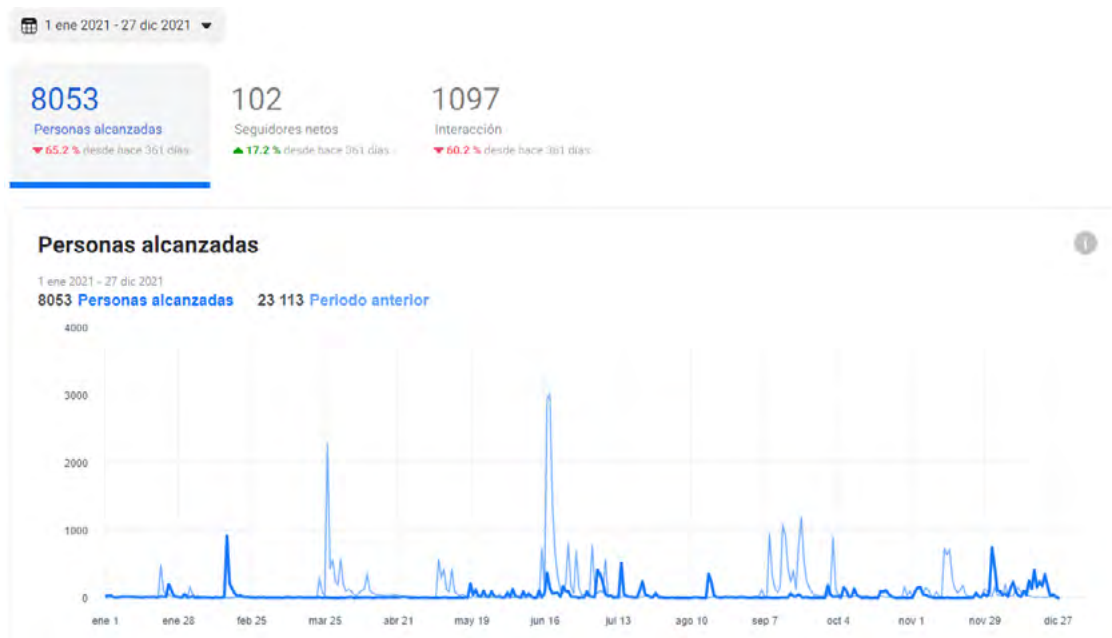 1 ene 2021 - 27 dic 2021
8053 102 1097
Personas alcanzadas Seguidores netos Interacción
65.2 % desde hace 361 días 17.2 % desde hace 361 días 60.2 % desde hace 361 días
Personas alcanzadas
1 ene 2021 - 27 dic 2021
8053 Personas alcanzadas 23 113 Periodo anterior
4000
3000
2000
1000
0
ene 1 ene 28 feb 25 mar 25 abr 21 may 19 jun 16 jul 13 ago 10 sep 7 oct 4 nov 1 nov 29 dic 27